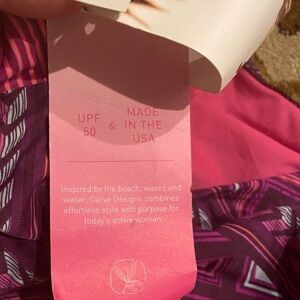 UPF 50 & MADE IN THE USA
Inspired by the beach, waves and
water, Carve Designs combines
effortless style with purpose for
today's active woman.